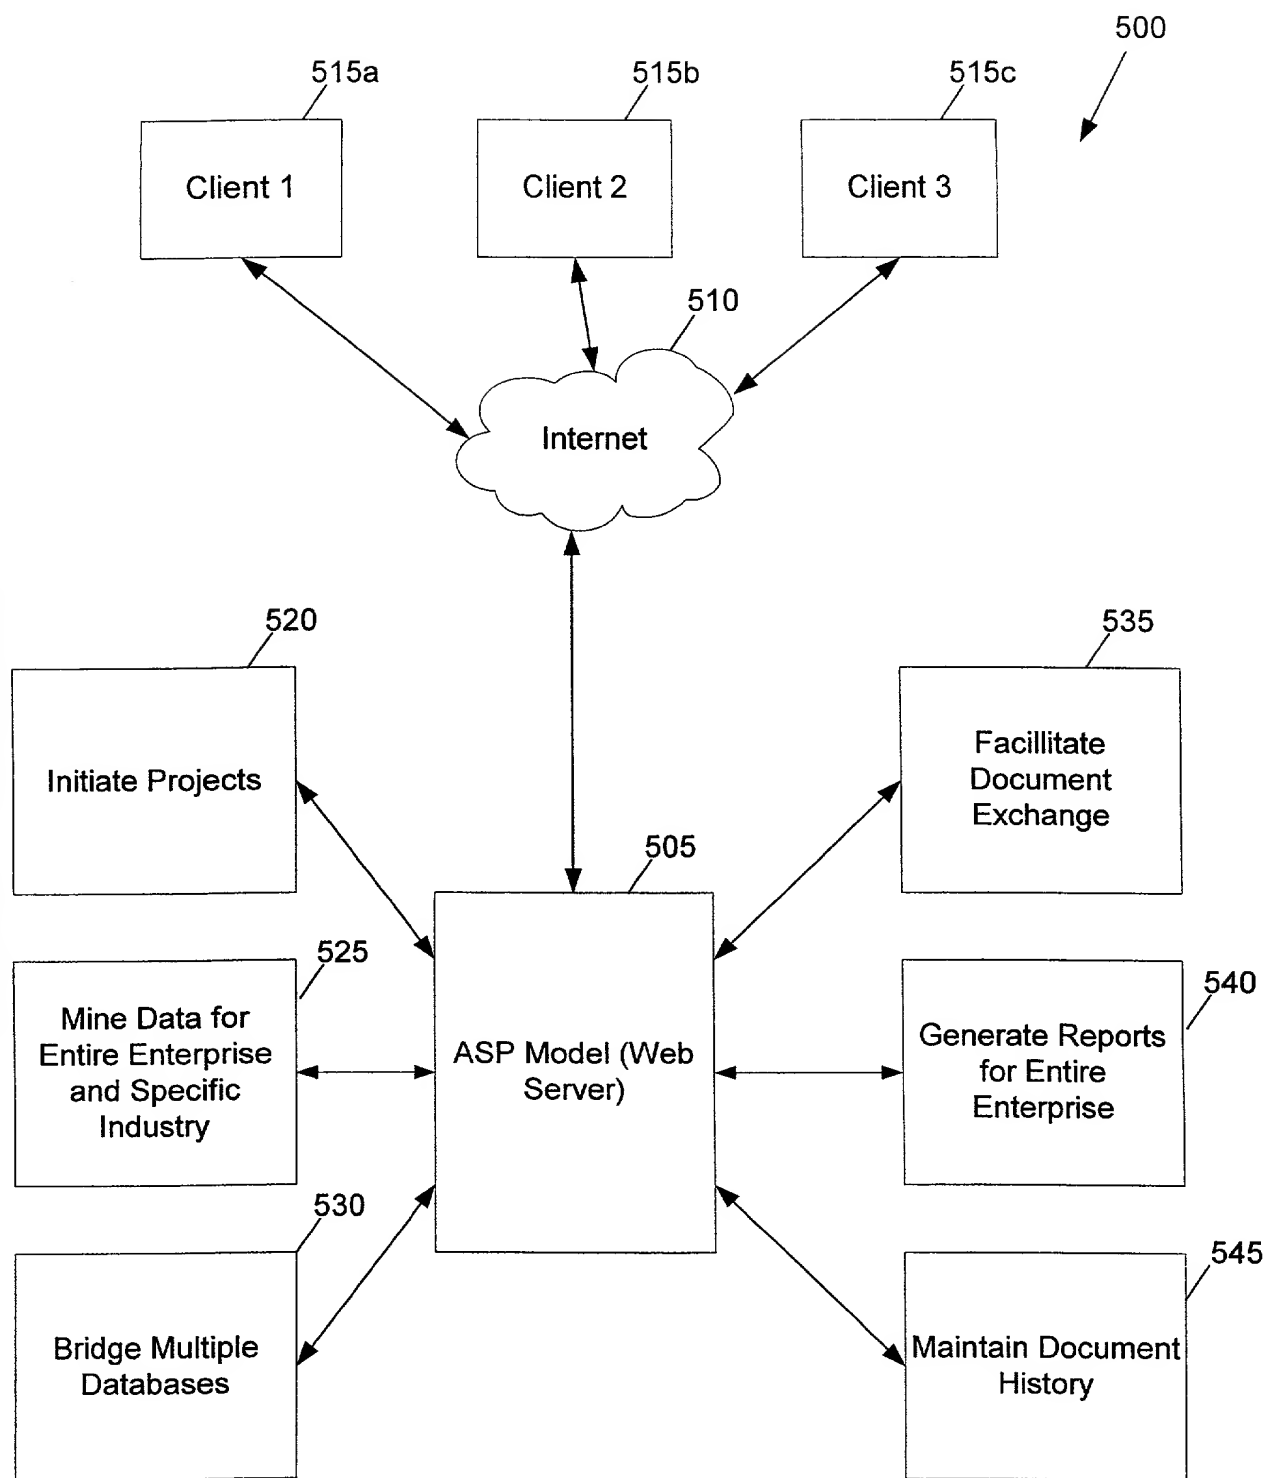 500
515a
515b
515c
Client 1
Client 2
Client 3
510
Internet
520
535
Initiate Projects
Facillitate
Document
Exchange
505
525
540
Mine Data for
Entire Enterprise
and Specific
Industry
ASP Model (Web
Server)
Generate Reports
for Entire
Enterprise
530
545
Bridge Multiple
Databases
Maintain Document
History